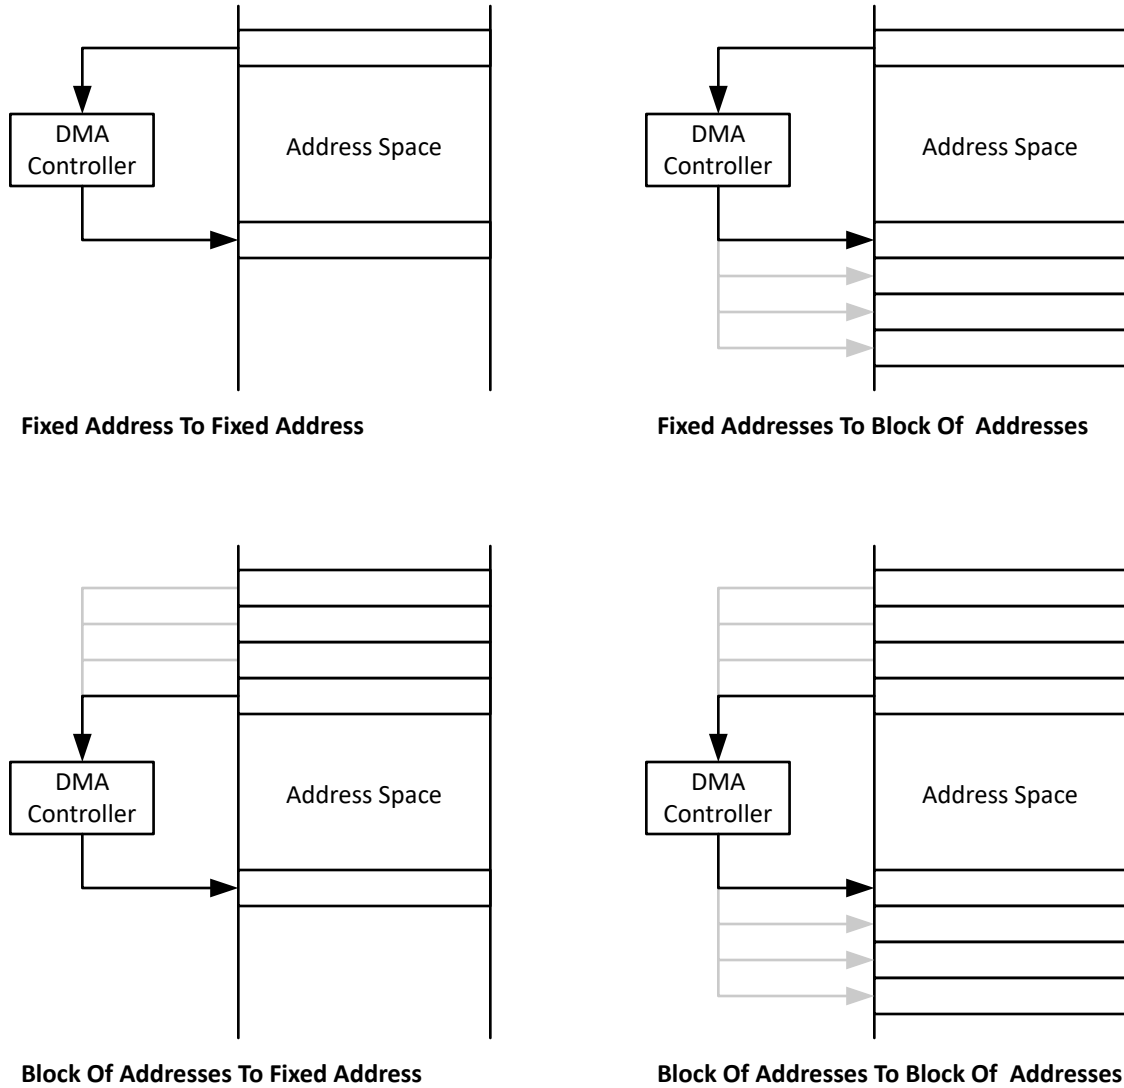 DMA
Controller
Address Space
DMA
Controller
Address Space
Fixed Address To Fixed Address
Fixed Addresses To Block Of  Addresses
DMA
Controller
Address Space
DMA
Controller
Address Space
Block Of Addresses To Fixed Address
Block Of Addresses To Block Of  Addresses